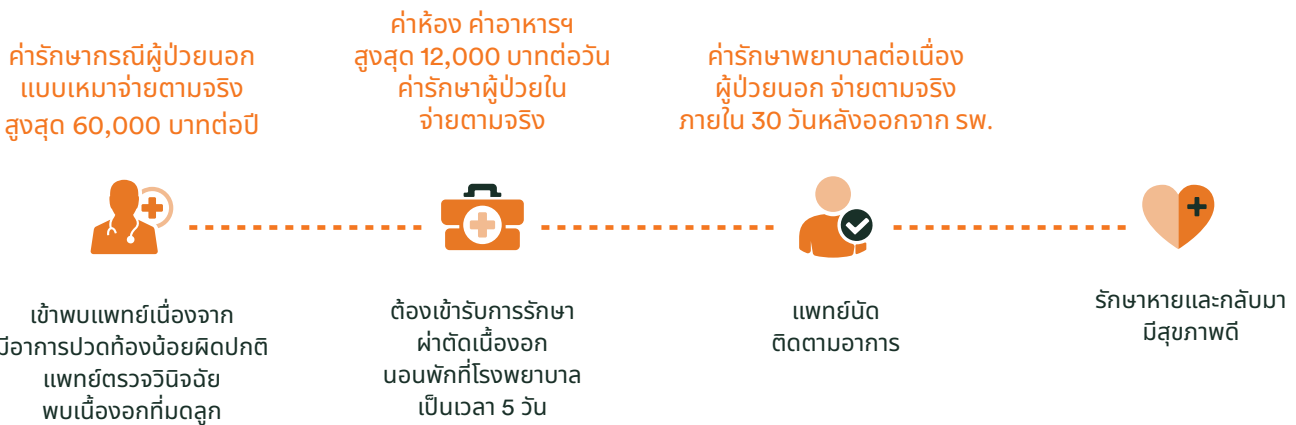 ค่ารักษากรณีผู้ป่วยนอก
แบบเหมาจ่ายตามจริง
สูงสุด 60,000 บาทต่อปี
ค่าห้อง ค่าอาหารฯ
สูงสุด 12,000 บาทต่อวัน
ค่ารักษาผู้ป่วยใน
จ่ายตามจริง
ค่ารักษาพยาบาลต่อเนื่อง
ผู้ป่วยนอก จ่ายตามจริง
ภายใน 30 วันหลังออกจาก รพ.
เข้าพบแพทย์เนื่องจาก
มีอาการปวดท้องน้อยผิดปกติ
แพทย์ตรวจวินิจฉัย
พบเนื้องอกที่มดลูก
ต้องเข้ารับการรักษา
ผ่าตัดเนื้องอก
นอนพักที่โรงพยาบาล
เป็นเวลา 5 วัน
แพทย์นัด
ติดตามอาการ
รักษาหายและกลับมา
มีสุขภาพดี